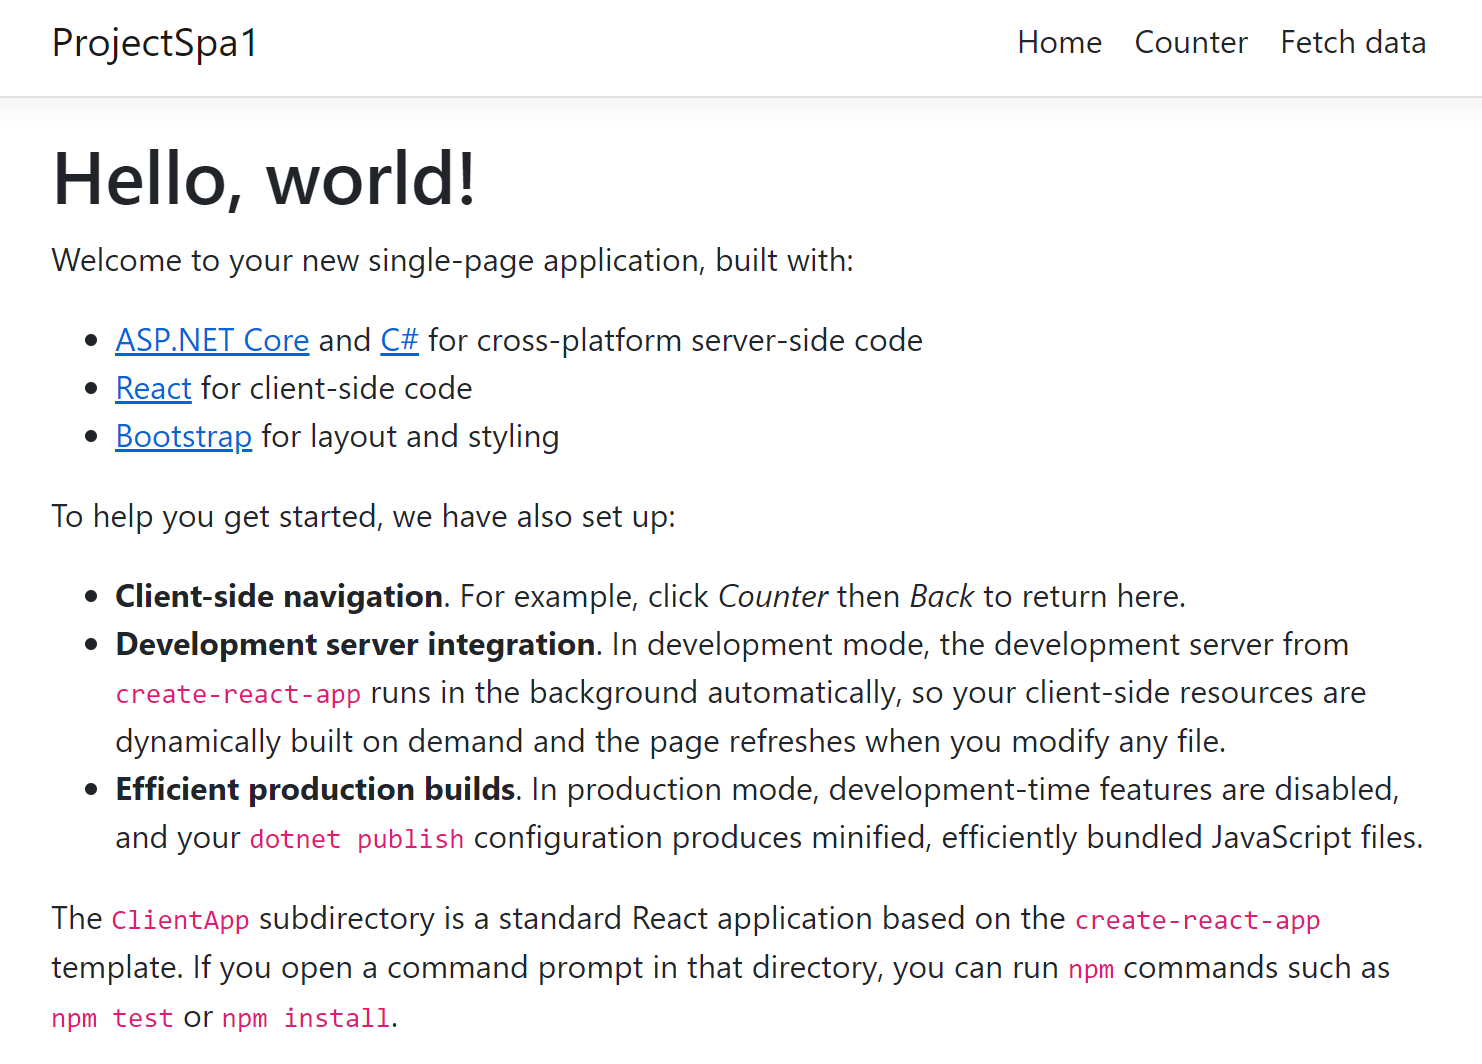 ProjectSpa1 Home Counter Fetch data
Hello, world!
Welcome to your new single-page application, built with:
• ASP.NET Core and C# for cross-platform server-side code
• React for client-side code
• Bootstrap for layout and styling
To help you get started, we have also set up:
• Client-side navigation. For example, click Counter then Back to return here.
• Development server integration. In development mode, the development server from
create-react-app runs in the background automatically, so your client-side resources are
dynamically built on demand and the page refreshes when you modify any file.
• Efficient production builds. In production mode, development-time features are disabled,
and your dotnet publish configuration produces minified, efficiently bundled JavaScript files.
The ClientApp subdirectory is a standard React application based on the create-react-app
template. If you open a command prompt in that directory, you can run npm commands such as
npm test or npm install.